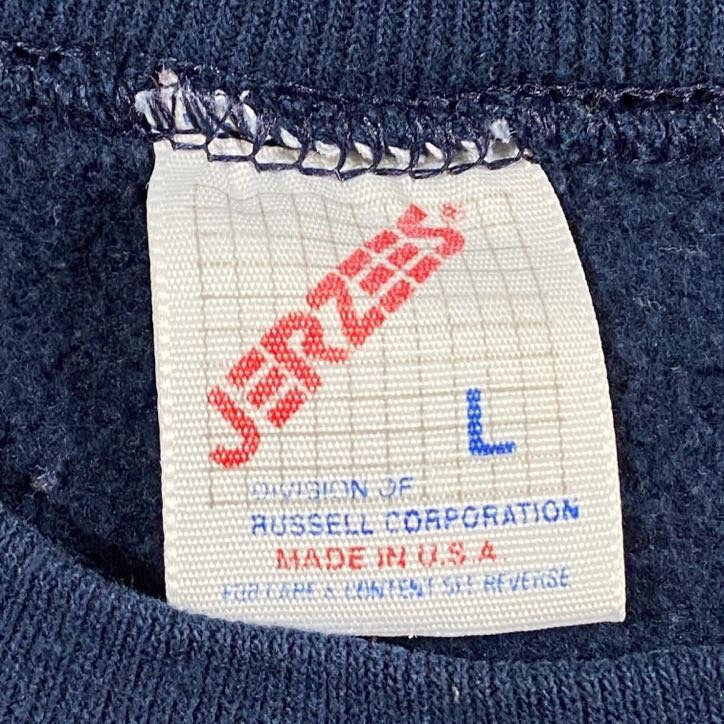 JERZEES®
L
DIVISION OF
RUSSELL CORPORATION
MADE IN U.S.A.
FOR CARE & CONTENT SEE REVERSE